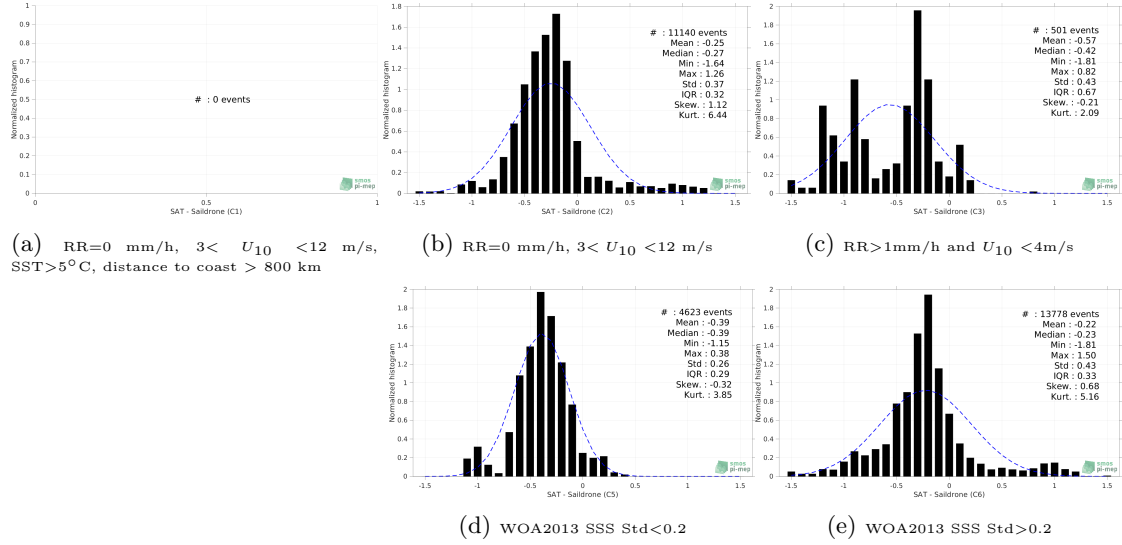 1
0.9
0.8
0.7
0.6
0.5
0.4
0.3
0.2
0.1
0
Normalized histogram
# : 0 events
smos
pi-mep
0 0.5 1
SAT - Saildrone (C1)
(a) RR=0 mm/h, 3< U10 <12 m/s,
SST>5°C, distance to coast > 800 km
1.8
1.6
1.4
1.2
1
0.8
0.6
0.4
0.2
0
Normalized histogram
# : 11140 events
Mean : -0.25
Median : -0.27
Min : -1.64
Max : 1.26
Std : 0.37
IQR : 0.32
Skew. : 1.12
Kurt. : 6.44
smos
pi-mep
-1.5 -1 -0.5 0 0.5 1 1.5
SAT - Saildrone (C2)
(b) RR=0 mm/h, 3< U10 <12 m/s
2
1.8
1.6
1.4
1.2
1
0.8
0.6
0.4
0.2
0
Normalized histogram
# : 501 events
Mean : -0.57
Median : -0.42
Min : -1.81
Max : 0.82
Std : 0.43
IQR : 0.67
Skew. : -0.21
Kurt. : 2.09
smos
pi-mep
-1.5 -1 -0.5 0 0.5 1 1.5
SAT - Saildrone (C3)
(c) RR>1mm/h and U10 <4m/s
2
1.8
1.6
1.4
1.2
1
0.8
0.6
0.4
0.2
0
Normalized histogram
# : 4623 events
Mean : -0.39
Median : -0.39
Min : -1.15
Max : 0.38
Std : 0.26
IQR : 0.29
Skew. : -0.32
Kurt. : 3.85
smos
pi-mep
-1.5 -1 -0.5 0 0.5 1 1.5
SAT - Saildrone (C5)
(d) WOA2013 SSS Std<0.2
2
1.8
1.6
1.4
1.2
1
0.8
0.6
0.4
0.2
0
Normalized histogram
# : 13778 events
Mean : -0.22
Median : -0.23
Min : -1.81
Max : 1.50
Std : 0.43
IQR : 0.33
Skew. : 0.68
Kurt. : 5.16
smos
pi-mep
-1.5 -1 -0.5 0 0.5 1 1.5
SAT - Saildrone (C6)
(e) WOA2013 SSS Std>0.2